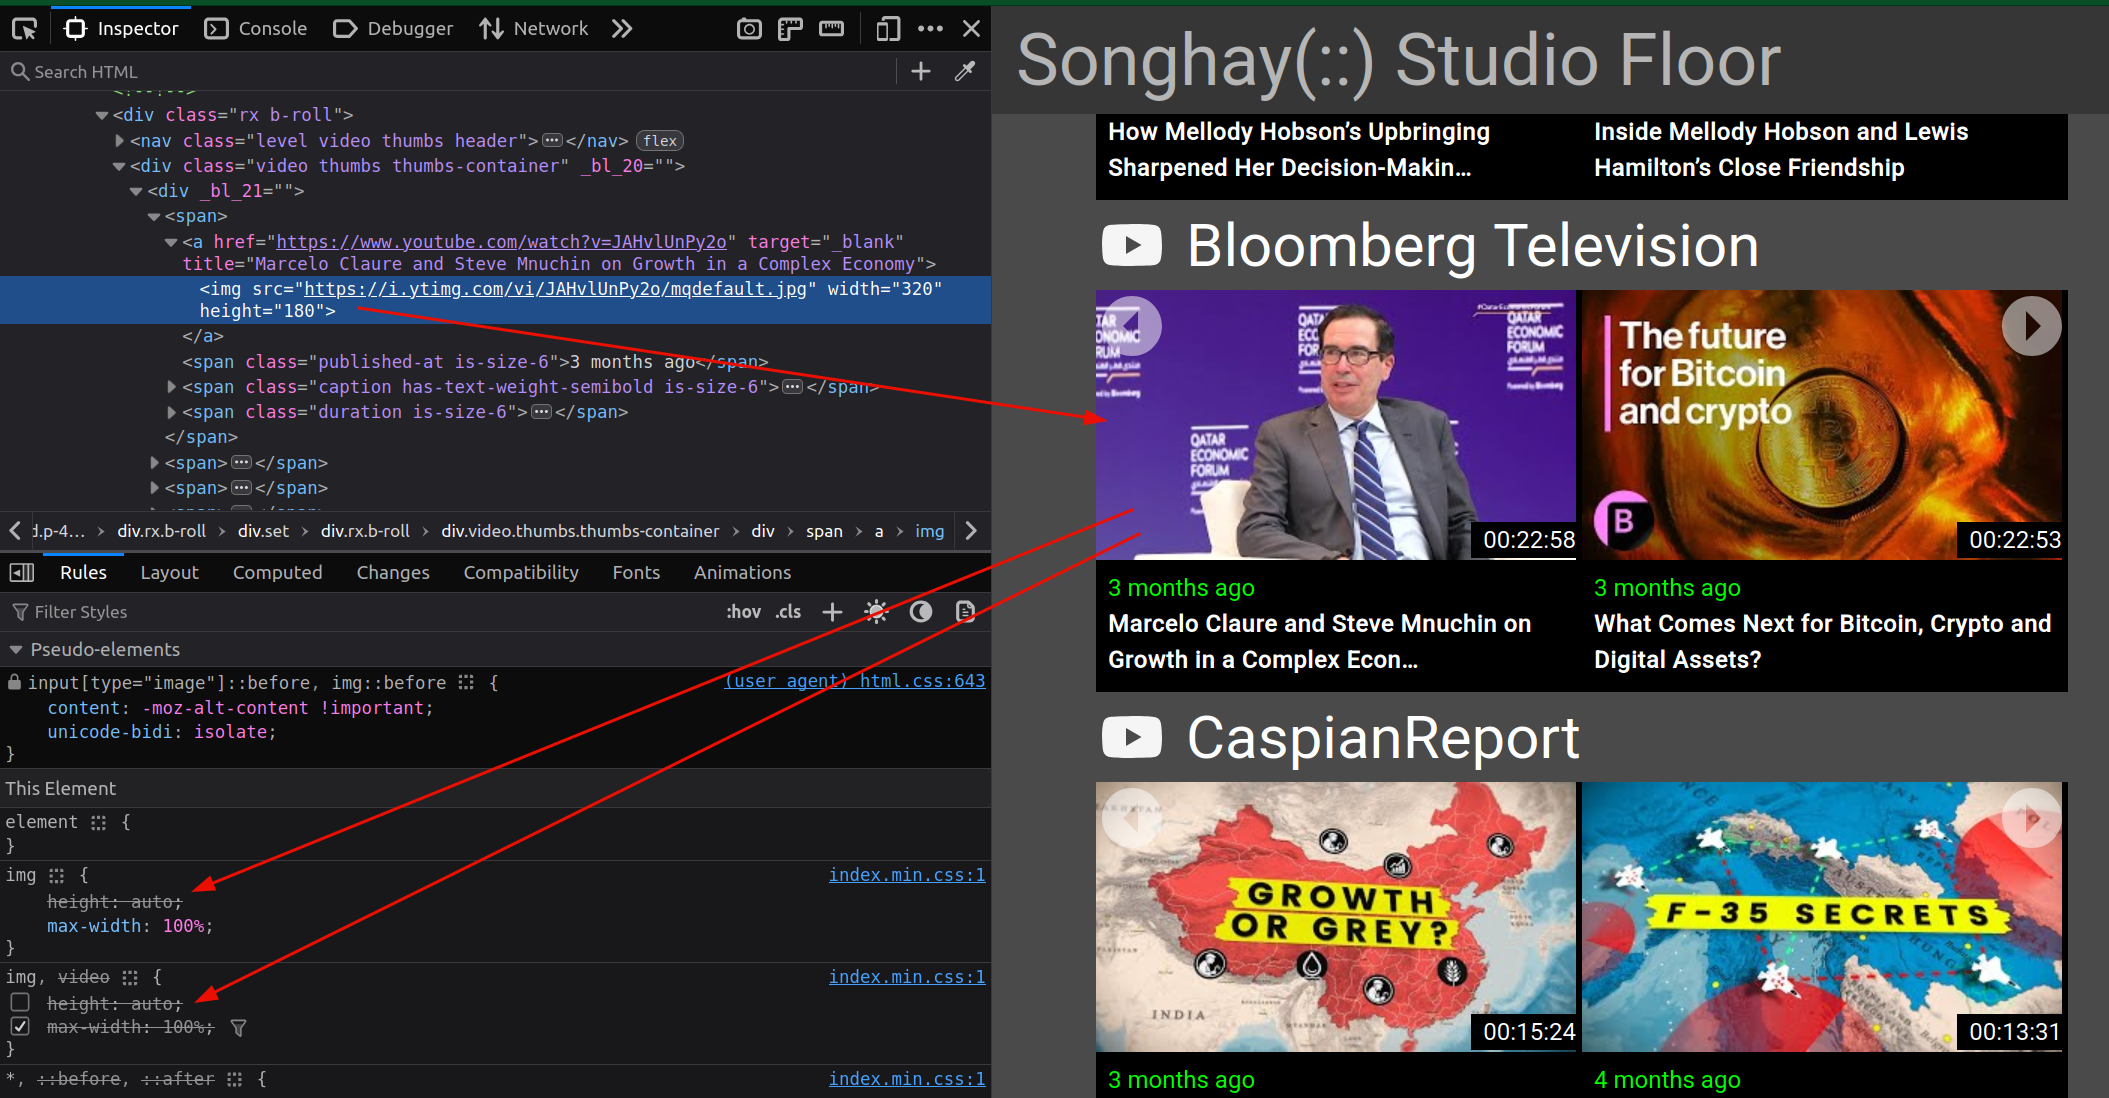 Inspector Console Debugger Network
Search HTML
<div class="rx b-roll">
<nav class="level video thumbs header"></nav> flex
<div class="video thumbs thumbs-container" _bl_20="">
<div _bl_21="">
<span>
<a href="https://www.youtube.com/watch?v=JAHvlUnPy2o" target="_blank"
title="Marcelo Claure and Steve Mnuchin on Growth in a Complex Economy">
<img src="https://i.ytimg.com/vi/JAHvlUnPy2o/mqdefault.jpg" width="320"
height="180">
</a>
<span class="published-at is-size-6">3 months ago</span>
<span class="caption has-text-weight-semibold is-size-6"></span>
<span class="duration is-size-6"></span>
</span>
<span></span>
<span></span>
d.p-4... > div.rx.b-roll > div.set > div.rx.b-roll > div.video.thumbs.thumbs-container > div > span > a > img
Rules Layout Computed Changes Compatibility Fonts Animations
Filter Styles :hov .cls
Pseudo-elements
input[type="image"]::before, img::before { (user agent) html.css:643
content: -moz-alt-content !important;
unicode-bidi: isolate;
}
This Element
element {
}
img { index.min.css:1
height: auto;
max-width: 100%;
}
img, video { index.min.css:1
height: auto;
max-width: 100%;
}
*, ::before, ::after { index.min.css:1
Songhay(::) Studio Floor
How Mellody Hobson’s Upbringing
Sharpened Her Decision-Makin…
Inside Mellody Hobson and Lewis
Hamilton’s Close Friendship
Bloomberg Television
QATAR
ECONOMIC
FORUM
QATAR
ECONOMIC
FORUM
Powered by Bloomberg
00:22:58
The future
for Bitcoin
and crypto
B
00:22:53
3 months ago
Marcelo Claure and Steve Mnuchin on
Growth in a Complex Econ…
3 months ago
What Comes Next for Bitcoin, Crypto and
Digital Assets?
CaspianReport
GROWTH
OR GREY?
INDIA
00:15:24
F-35 SECRETS
00:13:31
3 months ago
4 months ago